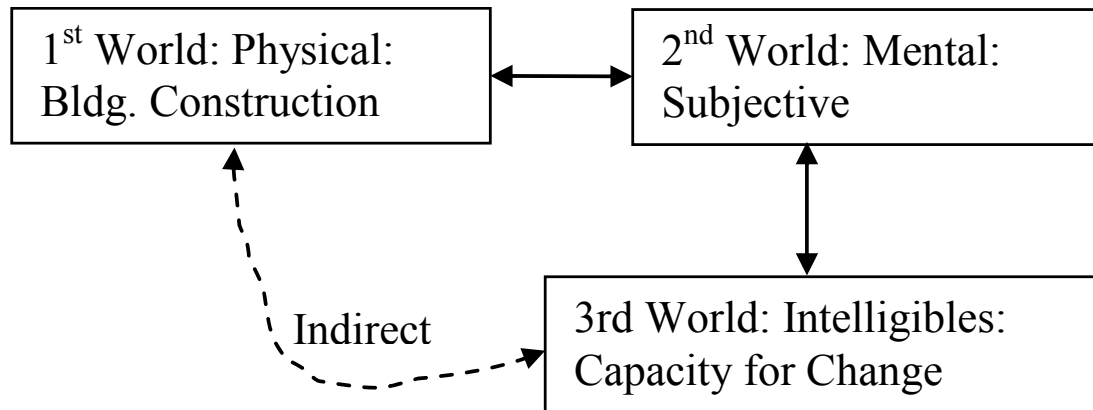 1st World: Physical:
Bldg. Construction
2nd World: Mental:
Subjective
Indirect
3rd World: Intelligibles:
Capacity for Change